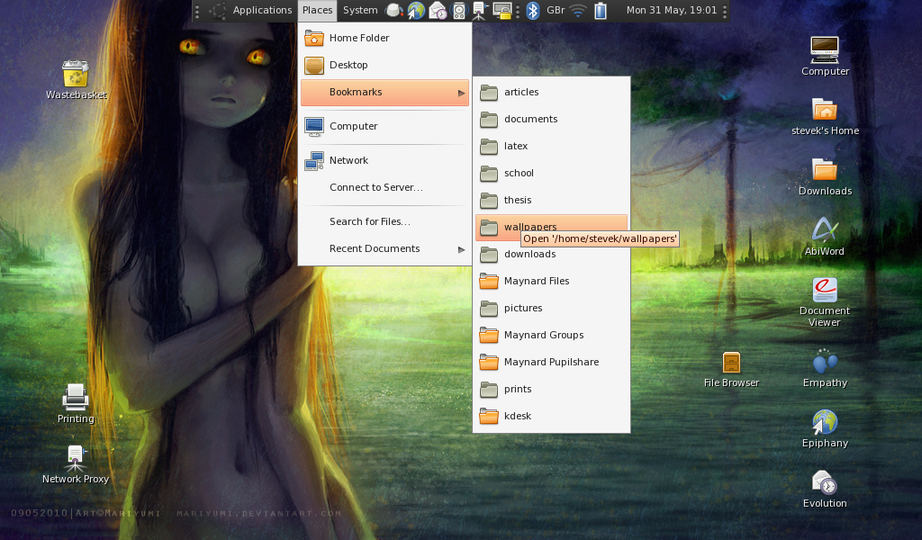 Applications Places System GBr Mon 31 May, 19:01
Home Folder
Desktop
Bookmarks
Computer
Network
Connect to Server...
Search for Files...
Recent Documents
articles
documents
latex
school
thesis
wallpapers
Open '/home/stevek/wallpapers'
downloads
Maynard Files
pictures
Maynard Groups
Maynard Pupilshare
prints
kdesk
Wastebasket
Printing
Network Proxy
File Browser
Computer
stevek's Home
Downloads
AbiWord
Document
Viewer
Empathy
Epiphany
Evolution
09052010|Art©Mariyumi mariyumi.deviantart.com